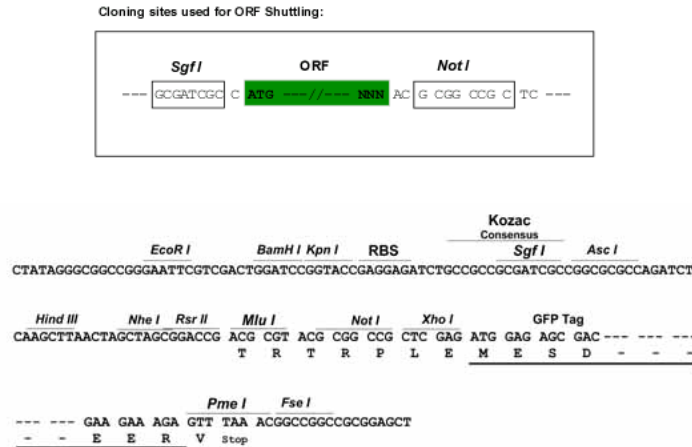 Cloning sites used for ORF Shuttling:
Sgf I ORF Not I
--- GCGATCGC C ATG ---//--- NNN AC G CGG CCG C TC ---
Kozac
Consensus
EcoR I BamH I Kpn I RBS Sgf I Asc I
CTATAGGGCGGCCGGGAATTCGTCGACTGGATCCGGTACCGAGGAGATCTGCCGCCGCGATCGCCGGCGCGCCAGATCT
Hind III Nhe I Rsr II Mlu I Not I Xho I GFP Tag
CAAGCTTAACTAGCTAGCGGACCG ACG CGT ACG CGG CCG CTC GAG ATG GAG AGC GAC--- ---
T R T R P L E M E S D - - -
Pme I Fse I
--- --- GAA GAA AGA GTT TAA ACGGCCGGCCGCGGAGCT
- - E E R V Stop